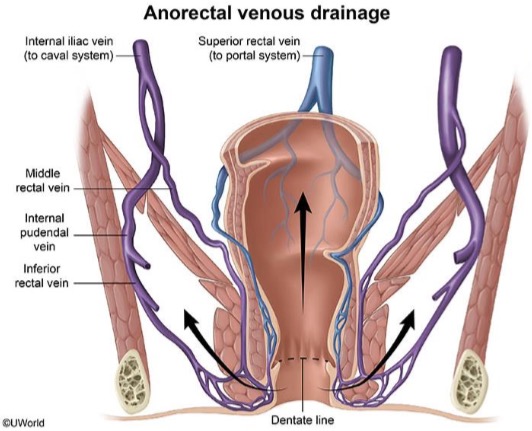 Anorectal venous drainage
Internal iliac vein
(to caval system)
Superior rectal vein
(to portal system)
Middle
rectal vein
Internal
pudendal
vein
Inferior
rectal vein
Dentate line
©UWorld